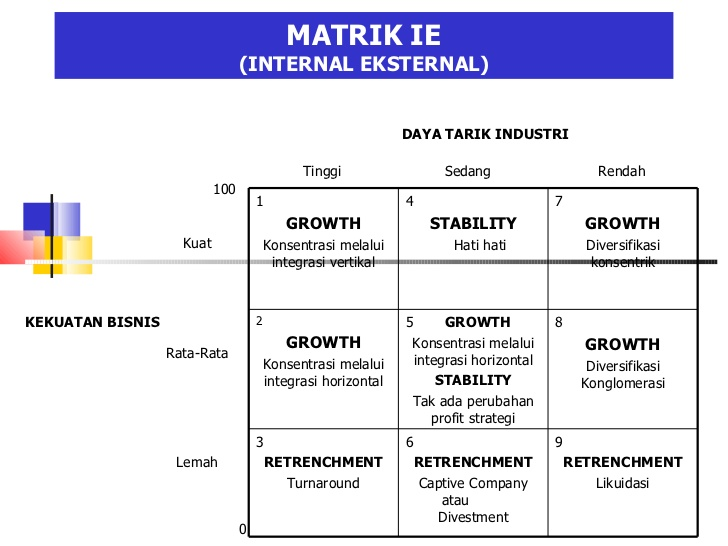 MATRIK IE
(INTERNAL EKSTERNAL)
DAYA TARIK INDUSTRI
Tinggi
Sedang
Rendah
100
Kuat
1
GROWTH
Konsentrasi melalui
integrasi vertikal
4
STABILITY
Hati hati
7
GROWTH
Diversifikasi
konsentrik
KEKUATAN BISNIS
Rata-Rata
2
GROWTH
Konsentrasi melalui
integrasi horizontal
5 GROWTH
Konsentrasi melalui
integrasi horizontal
STABILITY
Tak ada perubahan
profit strategi
8
GROWTH
Diversifikasi
Konglomerasi
Lemah
3
RETRENCHMENT
Turnaround
6
RETRENCHMENT
Captive Company
atau
Divestment
9
RETRENCHMENT
Likuidasi
0